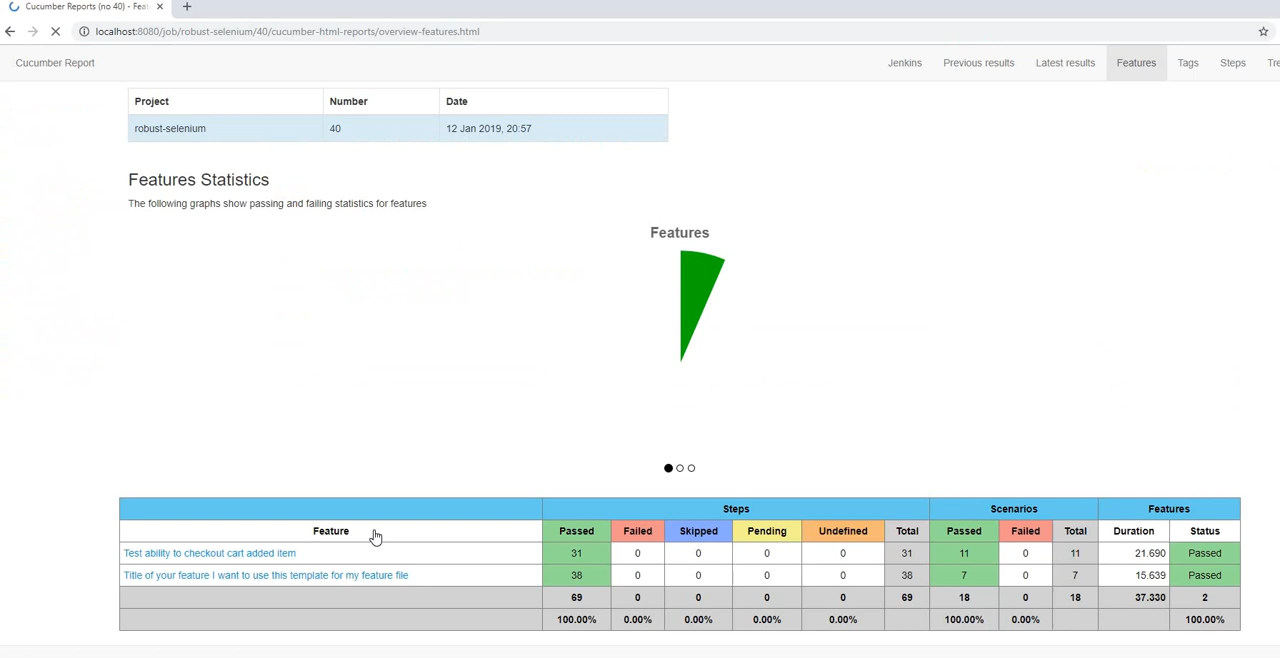 Cucumber Reports (no 40) - Feat
localhost:8080/job/robust-selenium/40/cucumber-html-reports/overview-features.html
Cucumber Report Jenkins Previous results Latest results Features Tags Steps Tre
Project Number Date
robust-selenium 40 12 Jan 2019, 20:57
Features Statistics
The following graphs show passing and failing statistics for features
Features
Steps Scenarios Features
Feature Passed Failed Skipped Pending Undefined Total Passed Failed Total Duration Status
Test ability to checkout cart added item 31 0 0 0 0 31 11 0 11 21.690 Passed
Title of your feature I want to use this template for my feature file 38 0 0 0 0 38 7 0 7 15.639 Passed
69 0 0 0 0 69 18 0 18 37.330 2
100.00% 0.00% 0.00% 0.00% 0.00% 100.00% 0.00% 100.00%